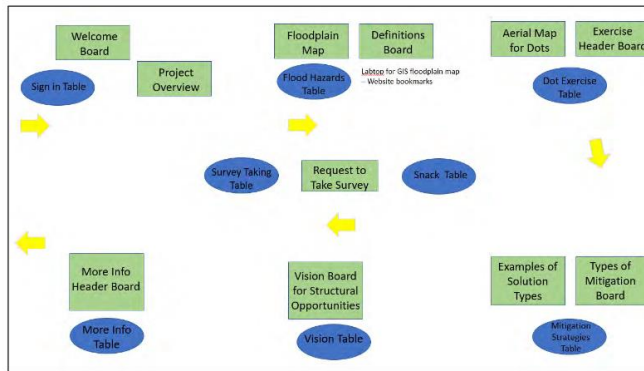 Welcome
Board
Project
Overview
Sign in Table
Floodplain
Map
Definitions
Board
Flood Hazards
Table
Labtop for GIS floodplain map
– Website bookmarks
Aerial Map
for Dots
Exercise
Header Board
Dot Exercise
Table
Survey Taking
Table
Request to
Take Survey
Snack Table
More Info
Header Board
More Info
Table
Vision Board
for Structural
Opportunities
Vision Table
Examples of
Solution
Types
Types of
Mitigation
Board
Mitigation
Strategies
Table